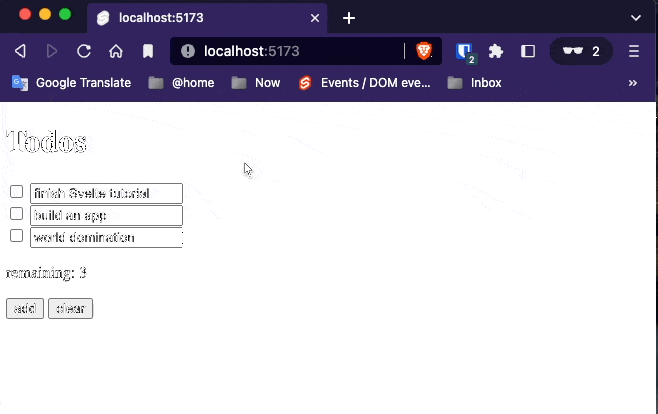 localhost:5173
localhost:5173
2
2
Google Translate
@home
Now
Events / DOM eve...
Inbox
Todos
finish Svelte tutorial
build an app
world domination
remaining: 3
add
clear